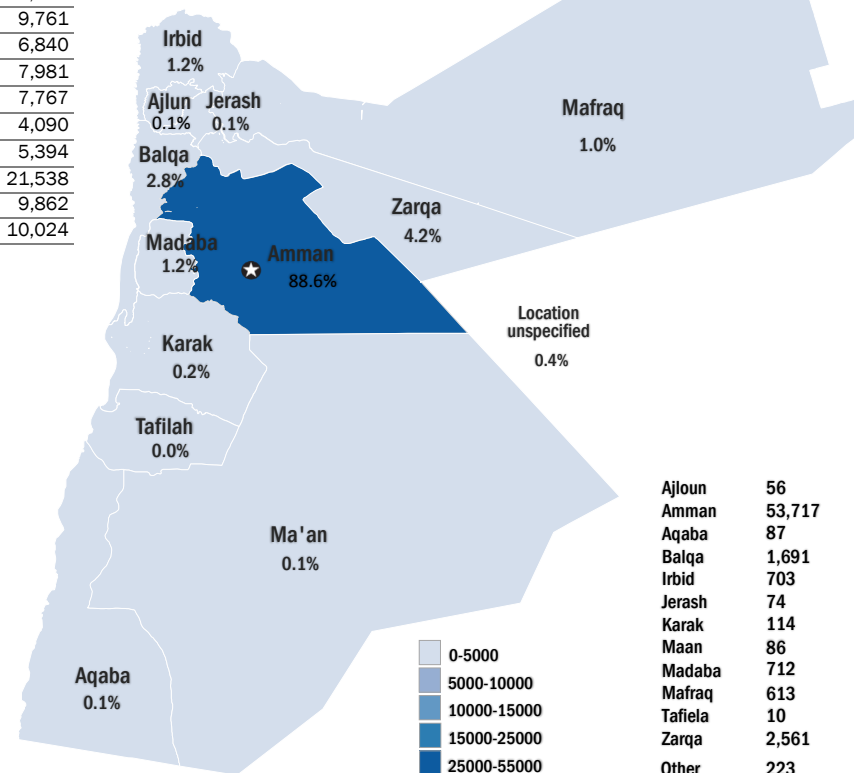 9,761
6,840
7,981
7,767
4,090
5,394
21,538
9,862
10,024
Irbid
1.2%
Ajlun
0.1%
Jerash
0.1%
Mafraq
1.0%
Balqa
2.8%
Zarqa
4.2%
Madaba
1.2%
Amman
88.6%
Location
unspecified
0.4%
Karak
0.2%
Tafilah
0.0%
Ma'an
0.1%
Aqaba
0.1%
0-5000
5000-10000
10000-15000
15000-25000
25000-55000
Ajloun 56
Amman 53,717
Aqaba 87
Balqa 1,691
Irbid 703
Jerash 74
Karak 114
Maan 86
Madaba 712
Mafraq 613
Tafiela 10
Zarqa 2,561
Other 223